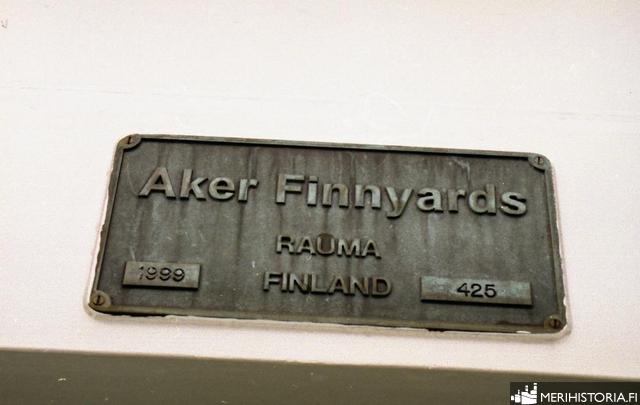 Aker Finnyards
RAUMA
1999 FINLAND 425
MERIHISTORIA.FI